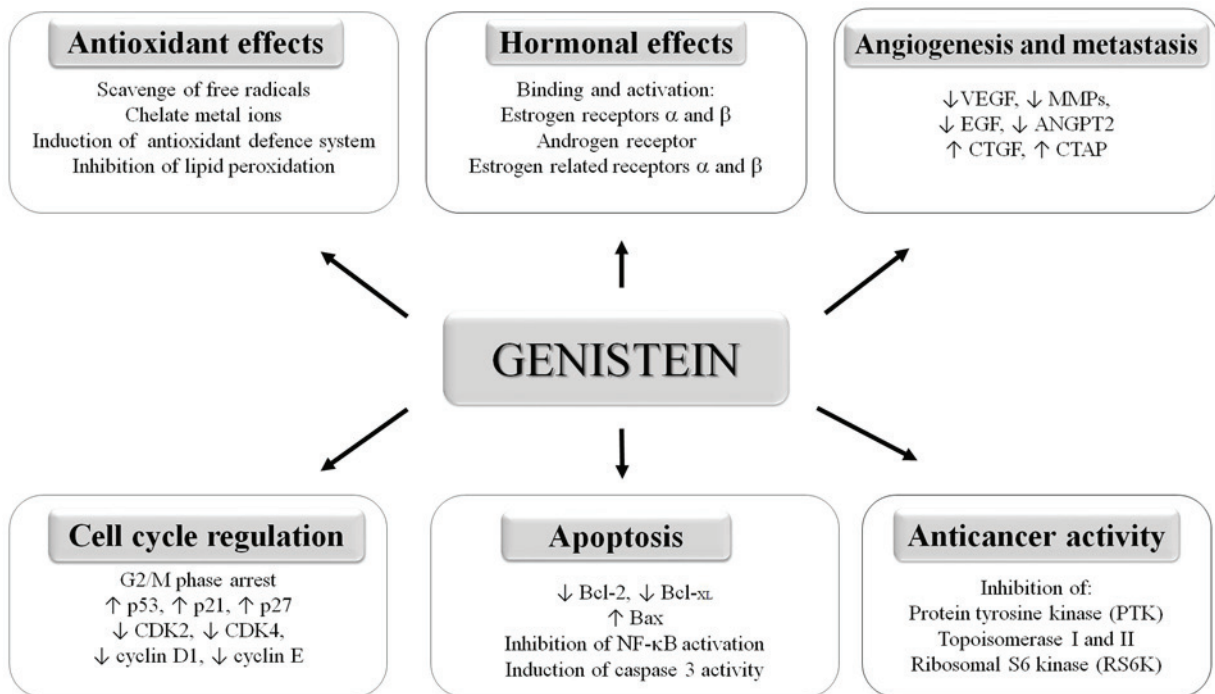 Antioxidant effects
Scavenge of free radicals
Chelate metal ions
Induction of antioxidant defence system
Inhibition of lipid peroxidation
Hormonal effects
Binding and activation:
Estrogen receptors α and β
Androgen receptor
Estrogen related receptors α and β
Angiogenesis and metastasis
↓VEGF, ↓ MMPs,
↓ EGF, ↓ ANGPT2
↑ CTGF, ↑ CTAP
GENISTEIN
Cell cycle regulation
G2/M phase arrest
↑ p53, ↑ p21, ↑ p27
↓ CDK2, ↓ CDK4,
↓ cyclin D1, ↓ cyclin E
Apoptosis
↓ Bcl-2, ↓ Bcl-XL
↑ Bax
Inhibition of NF-κB activation
Induction of caspase 3 activity
Anticancer activity
Inhibition of:
Protein tyrosine kinase (PTK)
Topoisomerase I and II
Ribosomal S6 kinase (RS6K)